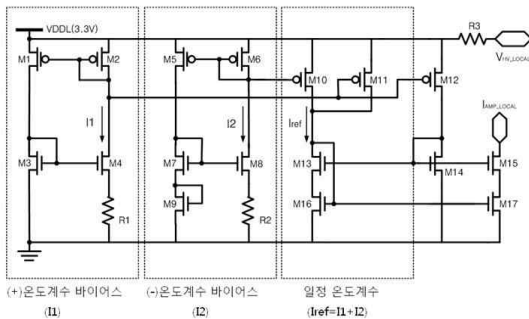 VDDL(3.3V)
R3
VHV_LOCAL
M1
M2
M5
M6
M10
M11
M12
IAMP_LOCAL
I1
I2
Iref
M3
M4
M7
M8
M13
M14
M15
M9
M16
M17
R1
R2
(+)온도계수 바이어스
(I1)
(-)온도계수 바이어스
(I2)
일정 온도계수
(Iref=I1+I2)